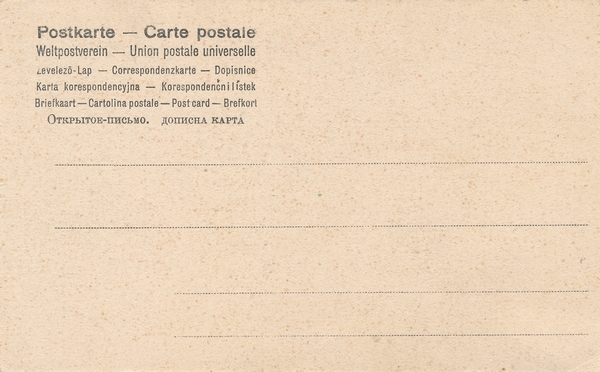 Postkarte — Carte postale
Weltpostverein — Union postale universelle
Levelező-Lap — Correspondenzkarte — Dopisnice
Karta korespondencyjna — Korespondenčni lístek
Briefkaart — Cartolina postale — Post card — Brefkort
Открытое-письмо. дописна карта